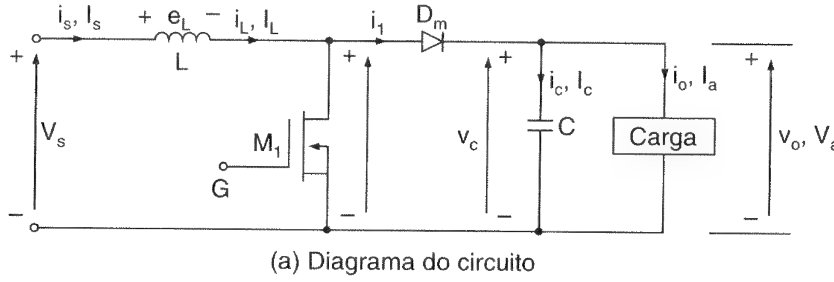 i_s, I_s
+ e_L −
i_L, I_L
i_1
D_m
L
+
V_s
−
G
M_1
+
−
+
v_c
−
i_c, I_c
C
i_o, I_a
Carga
+
v_o, V_a
−
(a) Diagrama do circuito